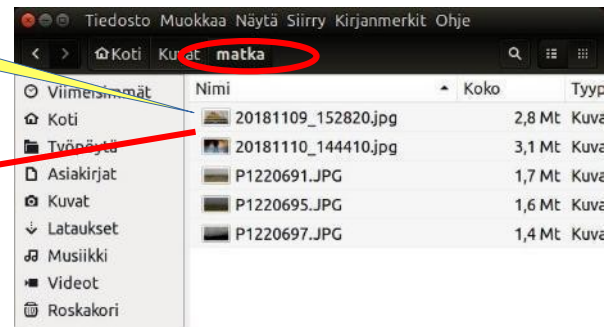 Tiedosto Muokkaa Näytä Siirry Kirjanmerkit Ohje
Koti Kuvat matka
Viimeisimmät
Koti
Työpöytä
Asiakirjat
Kuvat
Lataukset
Musiikki
Videot
Roskakori
Nimi Koko Tyyp
20181109_152820.jpg 2,8 Mt Kuva
20181110_144410.jpg 3,1 Mt Kuva
P1220691.JPG 1,7 Mt Kuva
P1220695.JPG 1,6 Mt Kuva
P1220697.JPG 1,4 Mt Kuva